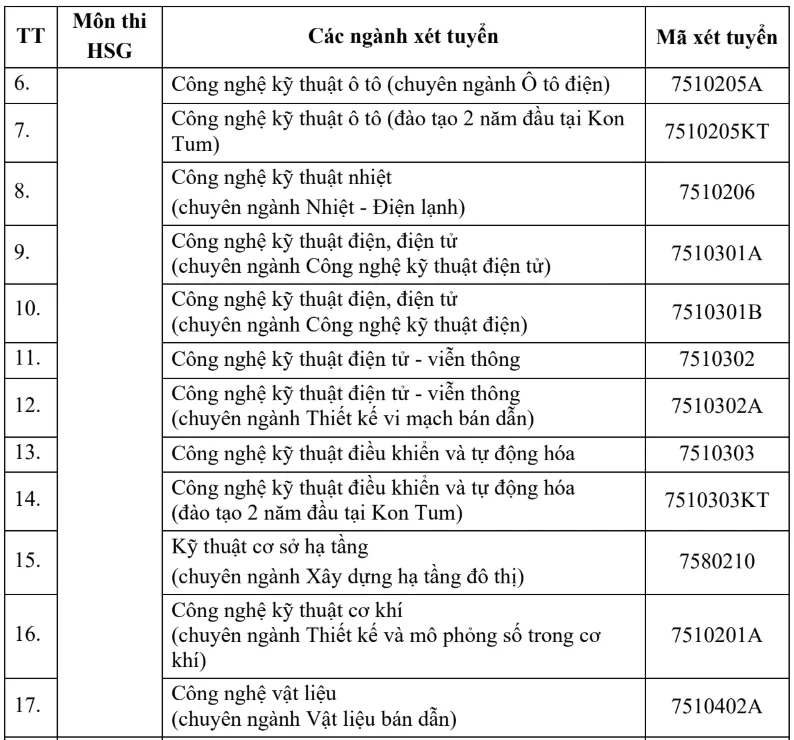 TT
Môn thi
HSG
Các ngành xét tuyển
Mã xét tuyển
6.
Công nghệ kỹ thuật ô tô (chuyên ngành Ô tô điện)
7510205A
7.
Công nghệ kỹ thuật ô tô (đào tạo 2 năm đầu tại Kon
Tum)
7510205KT
8.
Công nghệ kỹ thuật nhiệt
(chuyên ngành Nhiệt - Điện lạnh)
7510206
9.
Công nghệ kỹ thuật điện, điện tử
(chuyên ngành Công nghệ kỹ thuật điện tử)
7510301A
10.
Công nghệ kỹ thuật điện, điện tử
(chuyên ngành Công nghệ kỹ thuật điện)
7510301B
11.
Công nghệ kỹ thuật điện tử - viễn thông
7510302
12.
Công nghệ kỹ thuật điện tử - viễn thông
(chuyên ngành Thiết kế vi mạch bán dẫn)
7510302A
13.
Công nghệ kỹ thuật điều khiển và tự động hóa
7510303
14.
Công nghệ kỹ thuật điều khiển và tự động hóa
(đào tạo 2 năm đầu tại Kon Tum)
7510303KT
15.
Kỹ thuật cơ sở hạ tầng
(chuyên ngành Xây dựng hạ tầng đô thị)
7580210
16.
Công nghệ kỹ thuật cơ khí
(chuyên ngành Thiết kế và mô phỏng số trong cơ
khí)
7510201A
17.
Công nghệ vật liệu
(chuyên ngành Vật liệu bán dẫn)
7510402A